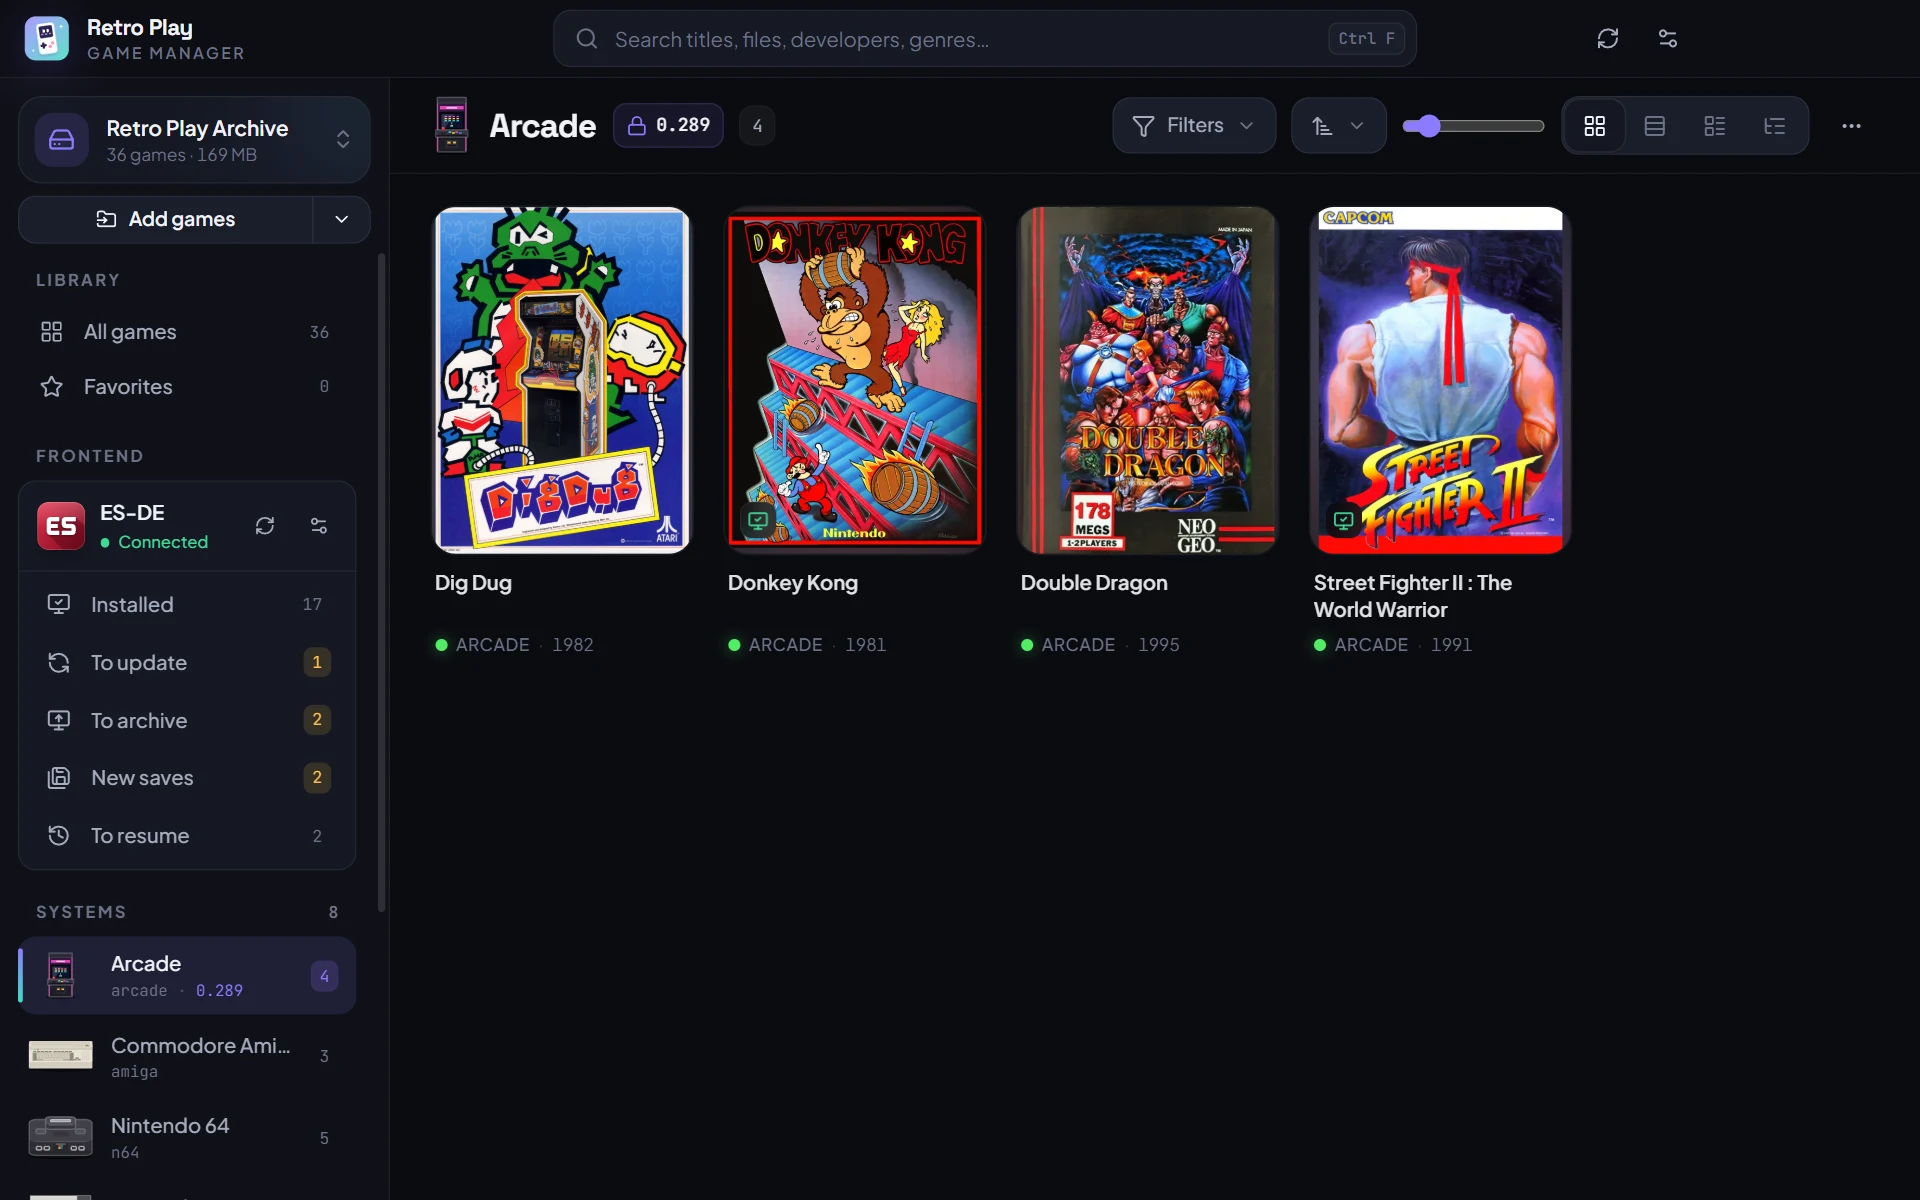 Retro Play
GAME MANAGER
Search titles, files, developers, genres...
Ctrl F
Retro Play Archive
36 games · 169 MB
Add games
LIBRARY
All games 36
Favorites 0
FRONTEND
ES
ES-DE
Connected
Installed 17
To update 1
To archive 2
New saves 2
To resume 2
SYSTEMS 8
Arcade
arcade · 0.289
4
Commodore Ami...
amiga
3
Nintendo 64
n64
5
Arcade 0.289 4
Filters
Dig Dug
ATARI
Dig Dug
ARCADE · 1982
DONKEY KONG
Nintendo
Donkey Kong
ARCADE · 1981
MADE IN JAPAN
DOUBLE
DRAGON
178
MEGS
1-2 PLAYERS
NEO
GEO
Double Dragon
ARCADE · 1995
CAPCOM
STREET
FIGHTER II
Street Fighter II : The
World Warrior
ARCADE · 1991